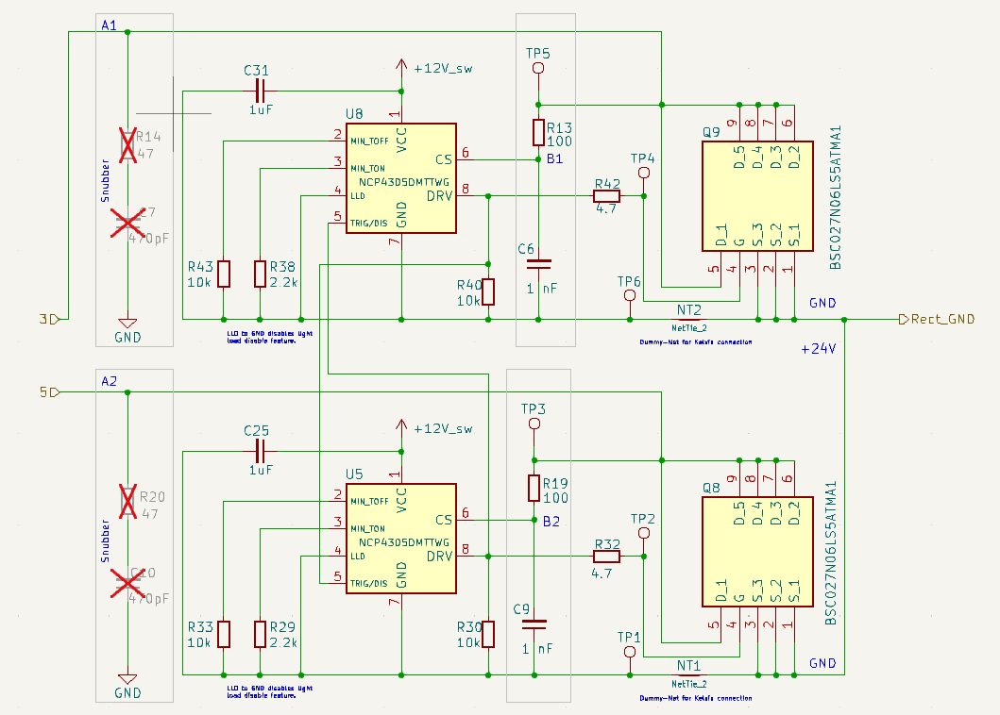 A1
3
Snubber
R14
47
C7
470pF
GND
C31
1uF
+12V_sw
U8
1
VCC
2
MIN_TOFF
3
MIN_TON
NCP4305DMTTWG
4
LLD
5
TRIG/DIS
CS
6
DRV
8
GND
7
R43
10k
R38
2.2k
LLD to GND disables light
load disable feature.
R40
10k
TP5
R13
100
B1
C6
1 nF
R42
4.7
TP4
TP6
NT2
NetTie_2
Dummy-Net for Kelvin connection
Q9
9
8
7
6
D_5
D_4
D_3
D_2
D_1
G
S_3
S_2
S_1
5
4
3
2
1
BSC027N06LS5ATMA1
GND
Rect_GND
+24V
A2
5
Snubber
R20
47
C10
470pF
GND
C25
1uF
+12V_sw
U5
1
VCC
2
MIN_TOFF
3
MIN_TON
NCP4305DMTTWG
4
LLD
5
TRIG/DIS
CS
6
DRV
8
GND
7
R33
10k
R29
2.2k
LLD to GND disables light
load disable feature.
R30
10k
TP3
R19
100
B2
C9
1 nF
R32
4.7
TP2
TP1
NT1
NetTie_2
Dummy-Net for Kelvin connection
Q8
9
8
7
6
D_5
D_4
D_3
D_2
D_1
G
S_3
S_2
S_1
5
4
3
2
1
BSC027N06LS5ATMA1
GND